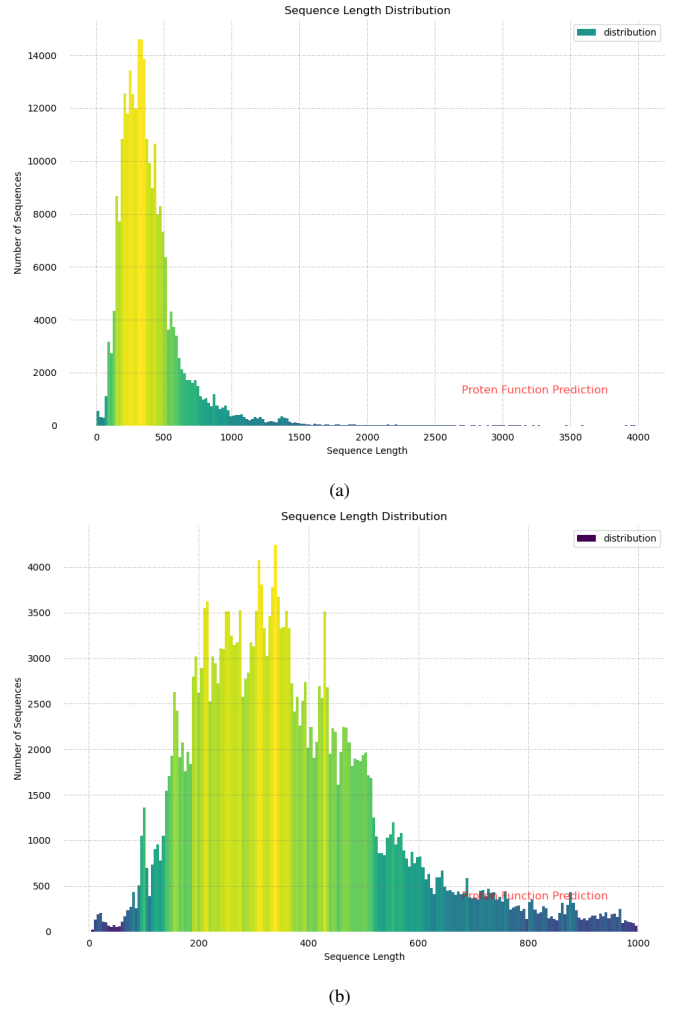 Sequence Length Distribution
distribution
14000
12000
10000
8000
6000
4000
2000
0
Number of Sequences
Proten Function Prediction
0 500 1000 1500 2000 2500 3000 3500 4000
Sequence Length
(a)
Sequence Length Distribution
distribution
4000
3500
3000
2500
2000
1500
1000
500
0
Number of Sequences
Proten Function Prediction
0 200 400 600 800 1000
Sequence Length
(b)